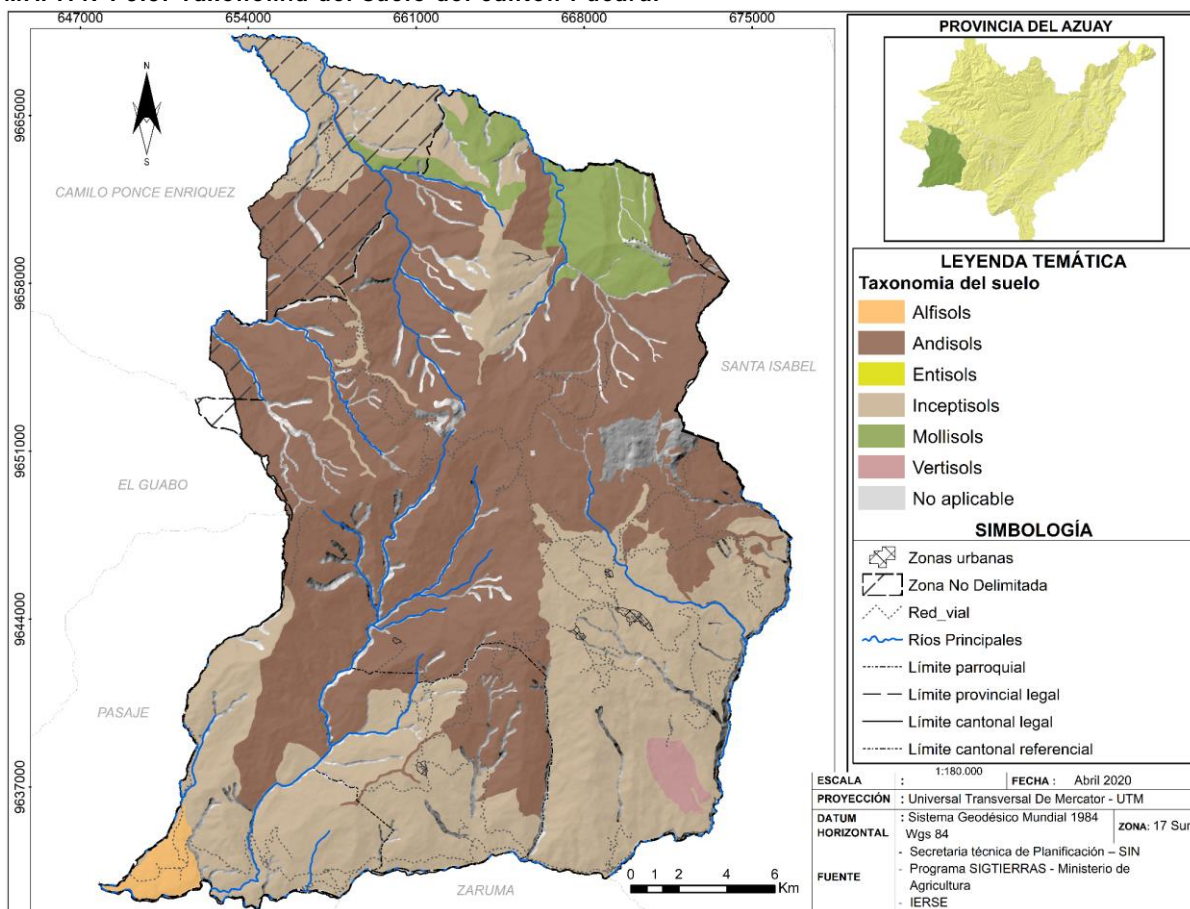 647000
654000
661000
668000
675000
9665000
9658000
9651000
9644000
9637000
N
S
CAMILO PONCE ENRIQUEZ
SANTA ISABEL
EL GUABO
PASAJE
ZARUMA
0 1 2 4 6
Km
PROVINCIA DEL AZUAY
LEYENDA TEMÁTICA
Taxonomia del suelo
Alfisols
Andisols
Entisols
Inceptisols
Mollisols
Vertisols
No aplicable
SIMBOLOGÍA
Zonas urbanas
Zona No Delimitada
Red_vial
Ríos Principales
Límite parroquial
Límite provincial legal
Límite cantonal legal
Límite cantonal referencial
ESCALA : 1:180.000 FECHA : Abril 2020
PROYECCIÓN : Universal Transversal De Mercator - UTM
DATUM HORIZONTAL : Sistema Geodésico Mundial 1984
Wgs 84 ZONA: 17 Sur
FUENTE
- Secretaria técnica de Planificación – SIN
- Programa SIGTIERRAS - Ministerio de
Agricultura
- IERSE